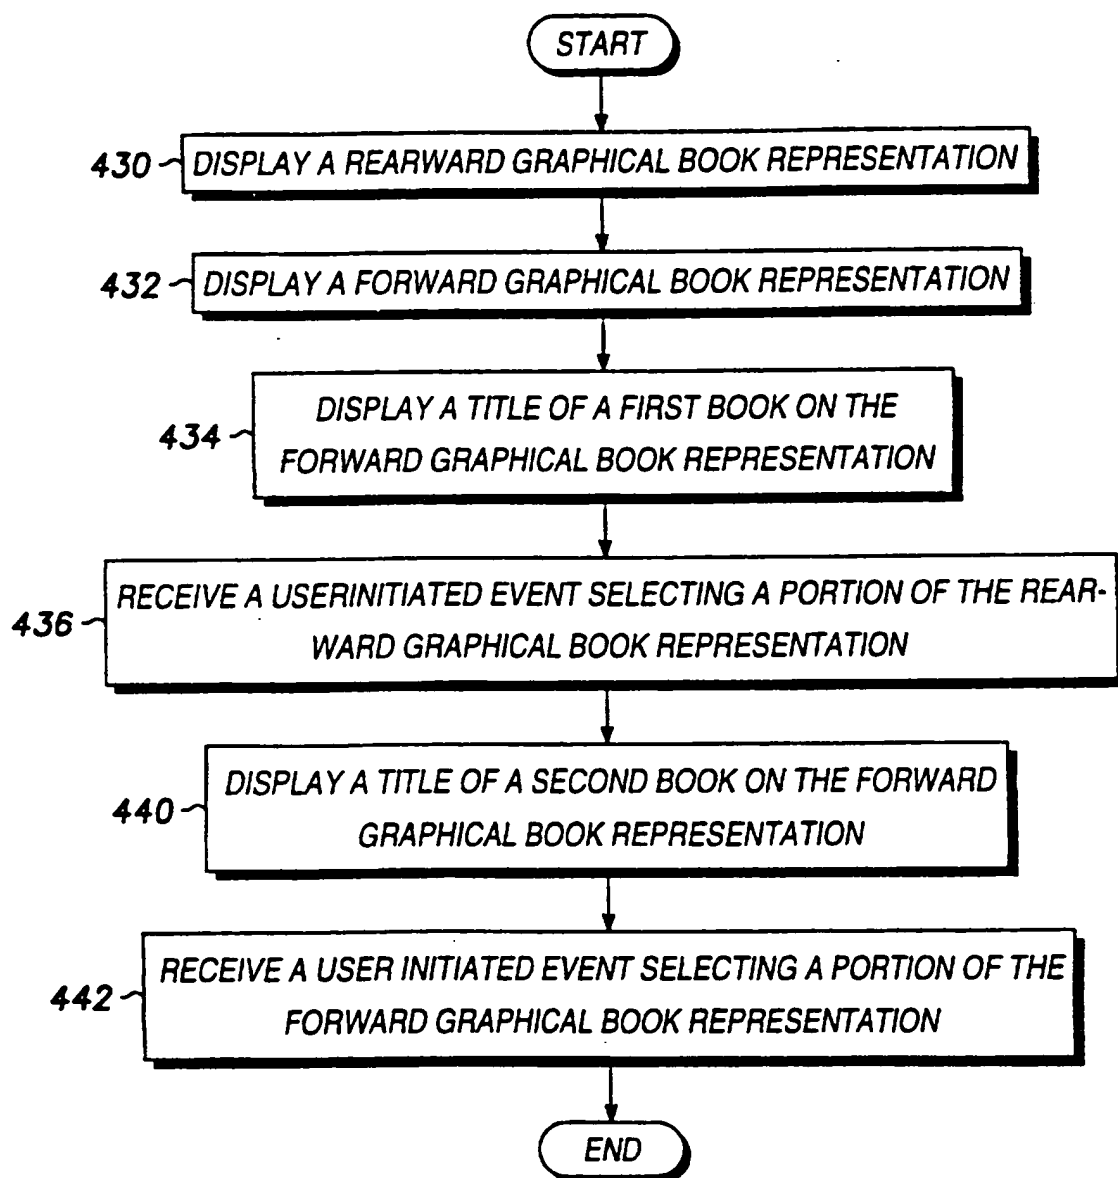 START
430 DISPLAY A REARWARD GRAPHICAL BOOK REPRESENTATION
432 DISPLAY A FORWARD GRAPHICAL BOOK REPRESENTATION
DISPLAY A TITLE OF A FIRST BOOK ON THE
434
FORWARD GRAPHICAL BOOK REPRESENTATION
RECEIVE A USERINITIATED EVENT SELECTING A PORTION OF THE REAR-
436
WARD GRAPHICAL BOOK REPRESENTATION
DISPLAY A TITLE OF A SECOND BOOK ON THE FORWARD
440
GRAPHICAL BOOK REPRESENTATION
RECEIVE A USER INITIATED EVENT SELECTING A PORTION OF THE
442
FORWARD GRAPHICAL BOOK REPRESENTATION
END